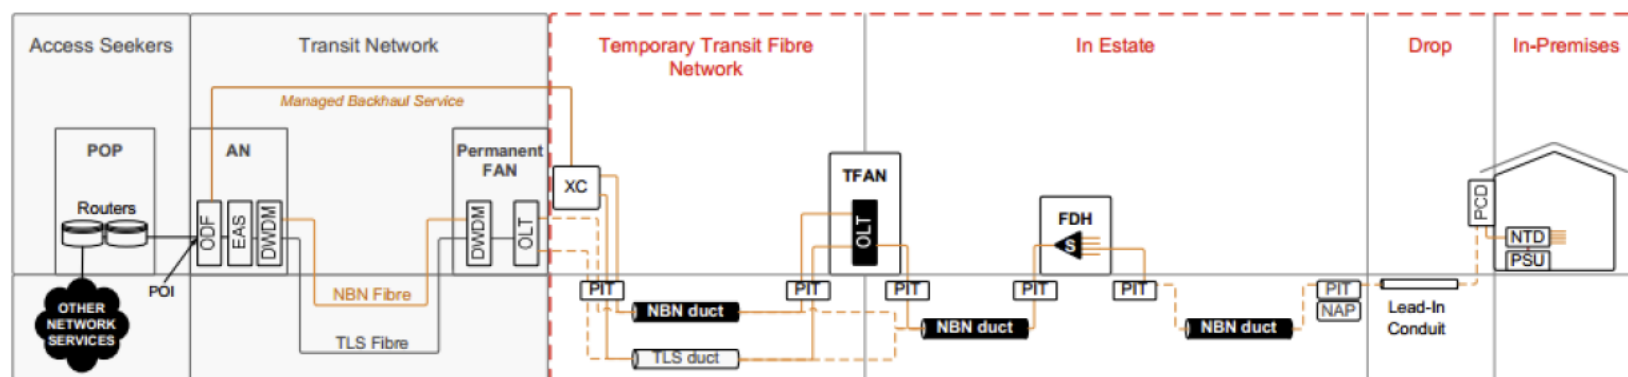 Access Seekers
Transit Network
Temporary Transit Fibre
Network
In Estate
Drop
In-Premises
Managed Backhaul Service
POP
AN
Permanent
FAN
XC
TFAN
FDH
PCD
Routers
ODF
EAS
DWDM
DWDM
OLT
OLT
S
NTD
PSU
POI
NBN Fibre
TLS Fibre
OTHER
NETWORK
SERVICES
PIT
PIT
PIT
PIT
PIT
PIT
NAP
NBN duct
NBN duct
NBN duct
TLS duct
Lead-In
Conduit